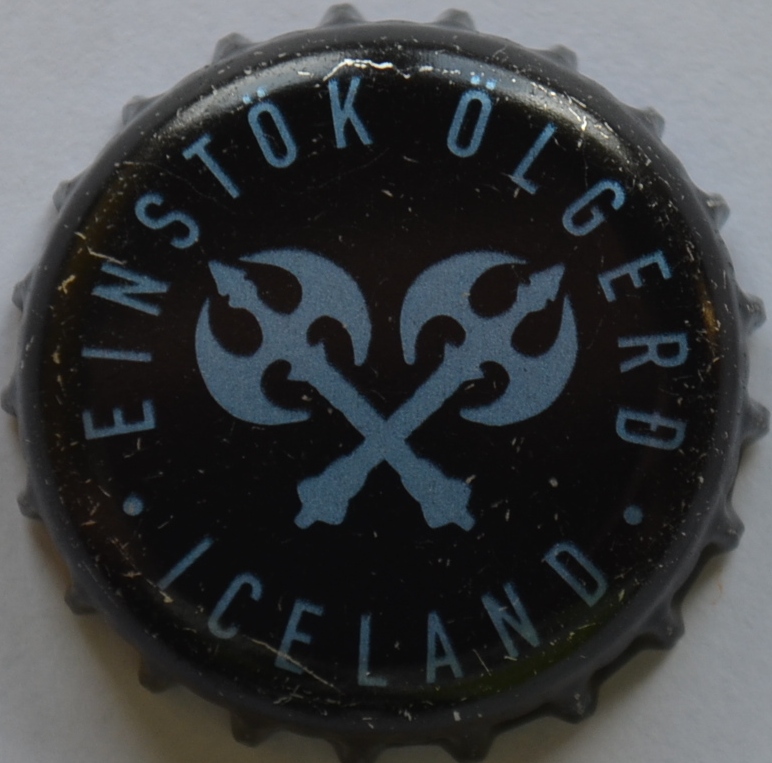 EINSTÖK ÖLGERÐ
• ICELAND •